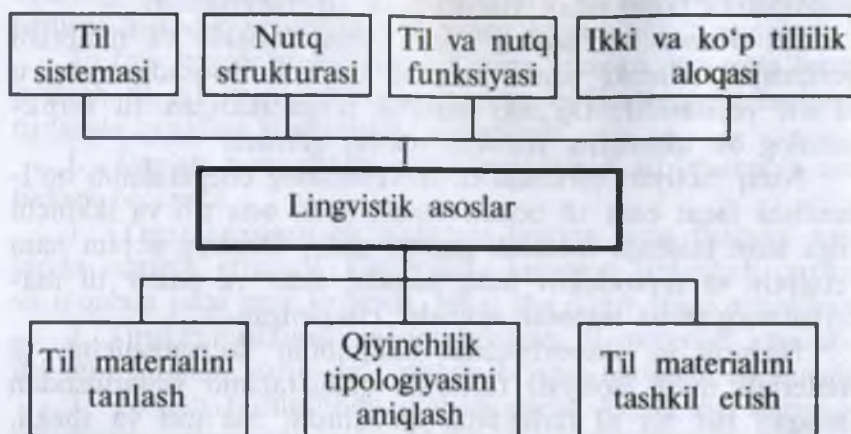 Til
sistemasi
Nutq
strukturasi
Til va nutq
funksiyasi
Ikki va ko'p tillilik
aloqasi
Lingvistik asoslar
Til materialini
tanlash
Qiyinchilik
tipologiyasini
aniqlash
Til materialini
tashkil etish